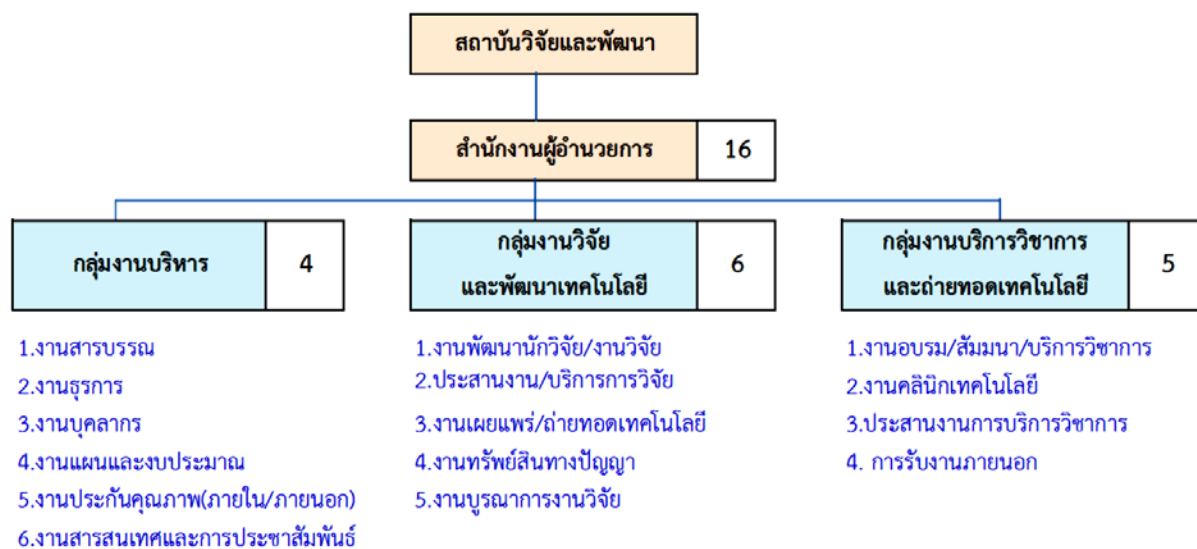 สถาบันวิจัยและพัฒนา
สำนักงานผู้อำนวยการ 16
กลุ่มงานบริหาร 4
1.งานสารบรรณ
2.งานธุรการ
3.งานบุคลากร
4.งานแผนและงบประมาณ
5.งานประกันคุณภาพ(ภายใน/ภายนอก)
6.งานสารสนเทศและการประชาสัมพันธ์
กลุ่มงานวิจัย
และพัฒนาเทคโนโลยี 6
1.งานพัฒนานักวิจัย/งานวิจัย
2.ประสานงาน/บริการการวิจัย
3.งานเผยแพร่/ถ่ายทอดเทคโนโลยี
4.งานทรัพย์สินทางปัญญา
5.งานบูรณาการงานวิจัย
กลุ่มงานบริการวิชาการ
และถ่ายทอดเทคโนโลยี 5
1.งานอบรม/สัมมนา/บริการวิชาการ
2.งานคลินิกเทคโนโลยี
3.ประสานงานการบริการวิชาการ
4. การรับงานภายนอก